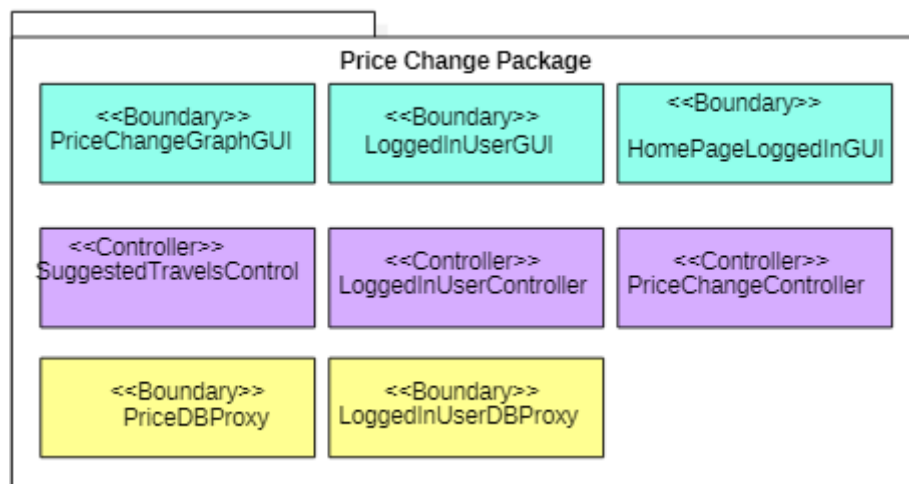 Price Change Package
<<Boundary>>
PriceChangeGraphGUI
<<Boundary>>
LoggedInUserGUI
<<Boundary>>
HomePageLoggedInGUI
<<Controller>>
SuggestedTravelsControl
<<Controller>>
LoggedInUserController
<<Controller>>
PriceChangeController
<<Boundary>>
PriceDBProxy
<<Boundary>>
LoggedInUserDBProxy